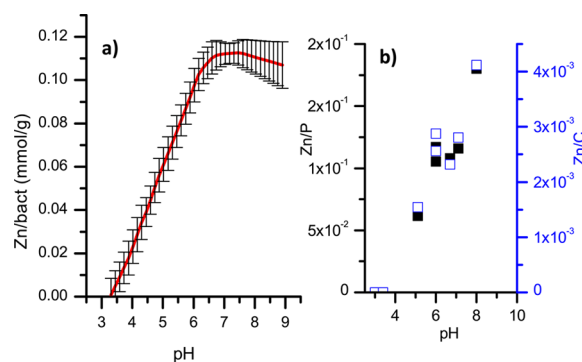 a)
Zn/bact (mmol/g)
0.12
0.10
0.08
0.06
0.04
0.02
0.00
3 4 5 6 7 8 9
pH
b)
Zn/P
2x10⁻¹
2x10⁻¹
1x10⁻¹
5x10⁻²
0
4 6 8 10
pH
Zn/C
4x10⁻³
3x10⁻³
2x10⁻³
1x10⁻³
0